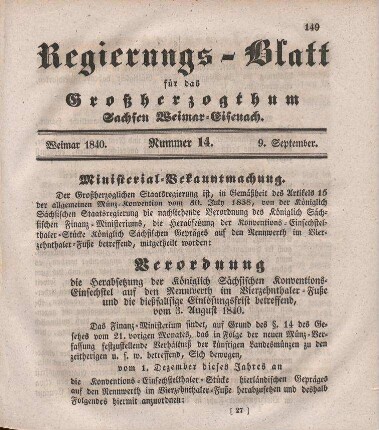 149
Regierungs-Blatt
für das
Großherzogthum
Sachsen Weimar-Eisenach.
Weimar 1840. Nummer 14. 9. September.
Ministerial-Bekanntmachung.
Der Großherzoglichen Staatsregierung ist, in Gemäßheit des Artikels 15
der allgemeinen Münz-Konvention vom 30. July 1838, von der Königlich
Sächsischen Staatsregierung die nachstehende Verordnung des Königlich Säch-
sischen Finanz-Ministeriums, die Herabsetzung der Konventions-Einsechstel-
thaler-Stücke Königlich Sächsischen Gepräges auf den Nennwerth im Vier-
zehnthaler-Fuße betreffend, mitgetheilt worden:
Verordnung
die Herabsetzung der Königlich Sächsischen Konventions-
Einsechstel auf den Nennwerth im Vierzehnthaler-Fuße
und die dießfallsige Einlösungsfrist betreffend,
vom 3. August 1840.
Das Finanz-Ministerium findet, auf Grund des §. 14 des Ge-
setzes vom 21. vorigen Monates, das in Folge der neuen Münz-Verfas-
sung festzustellende Verhältniß der künftigen Landesmünzen zu den
zeitherigen u. s. w. betreffend, Sich bewogen,
vom 1. Dezember dieses Jahres an
die Konventions-Einsechstelthaler-Stücke hierländischen Gepräges
auf den Nennwerth im Vierzehnthaler-Fuße herabzusetzen und deshalb
Folgendes hiermit anzuordnen:
[ 27 ]